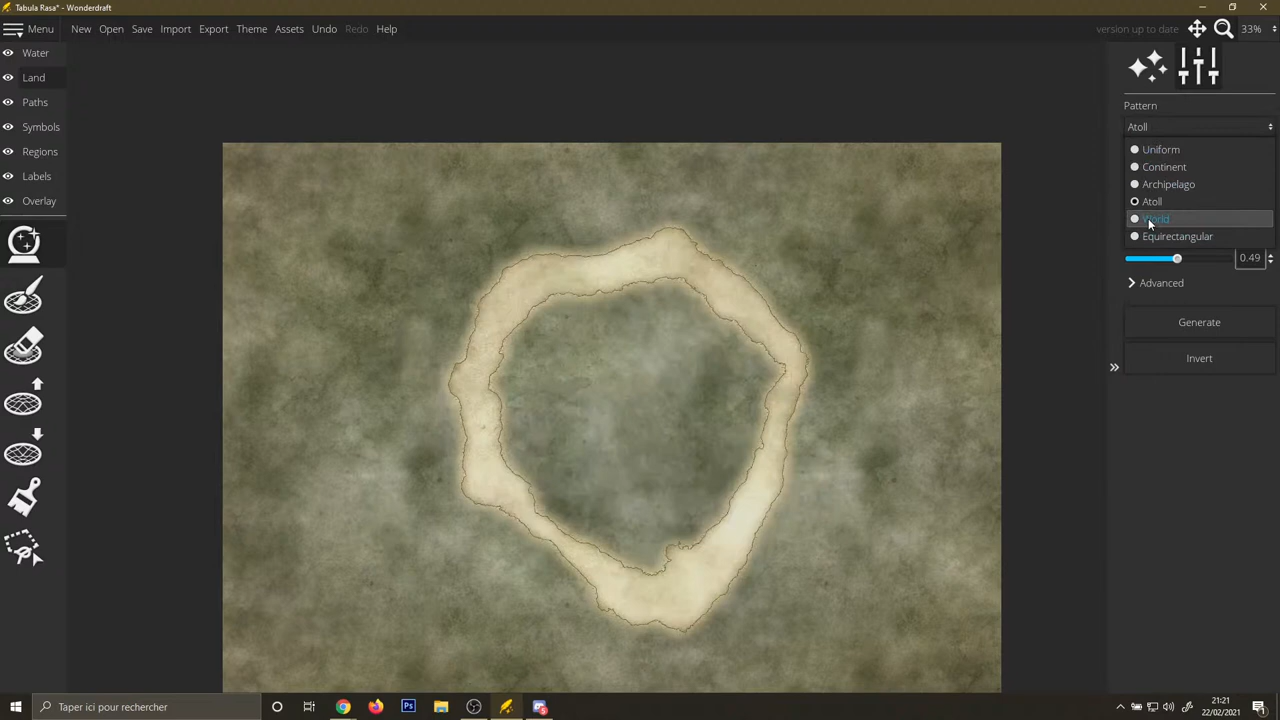 Tabula Rasa* - Wonderdraft
Menu New Open Save Import Export Theme Assets Undo Redo Help version up to date 33%
Water
Land
Paths
Symbols
Regions
Labels
Overlay
Pattern
Atoll
Uniform
Continent
Archipelago
Atoll
World
Equirectangular
0.49
Advanced
Generate
Invert
Taper ici pour rechercher
21:21
22/02/2021